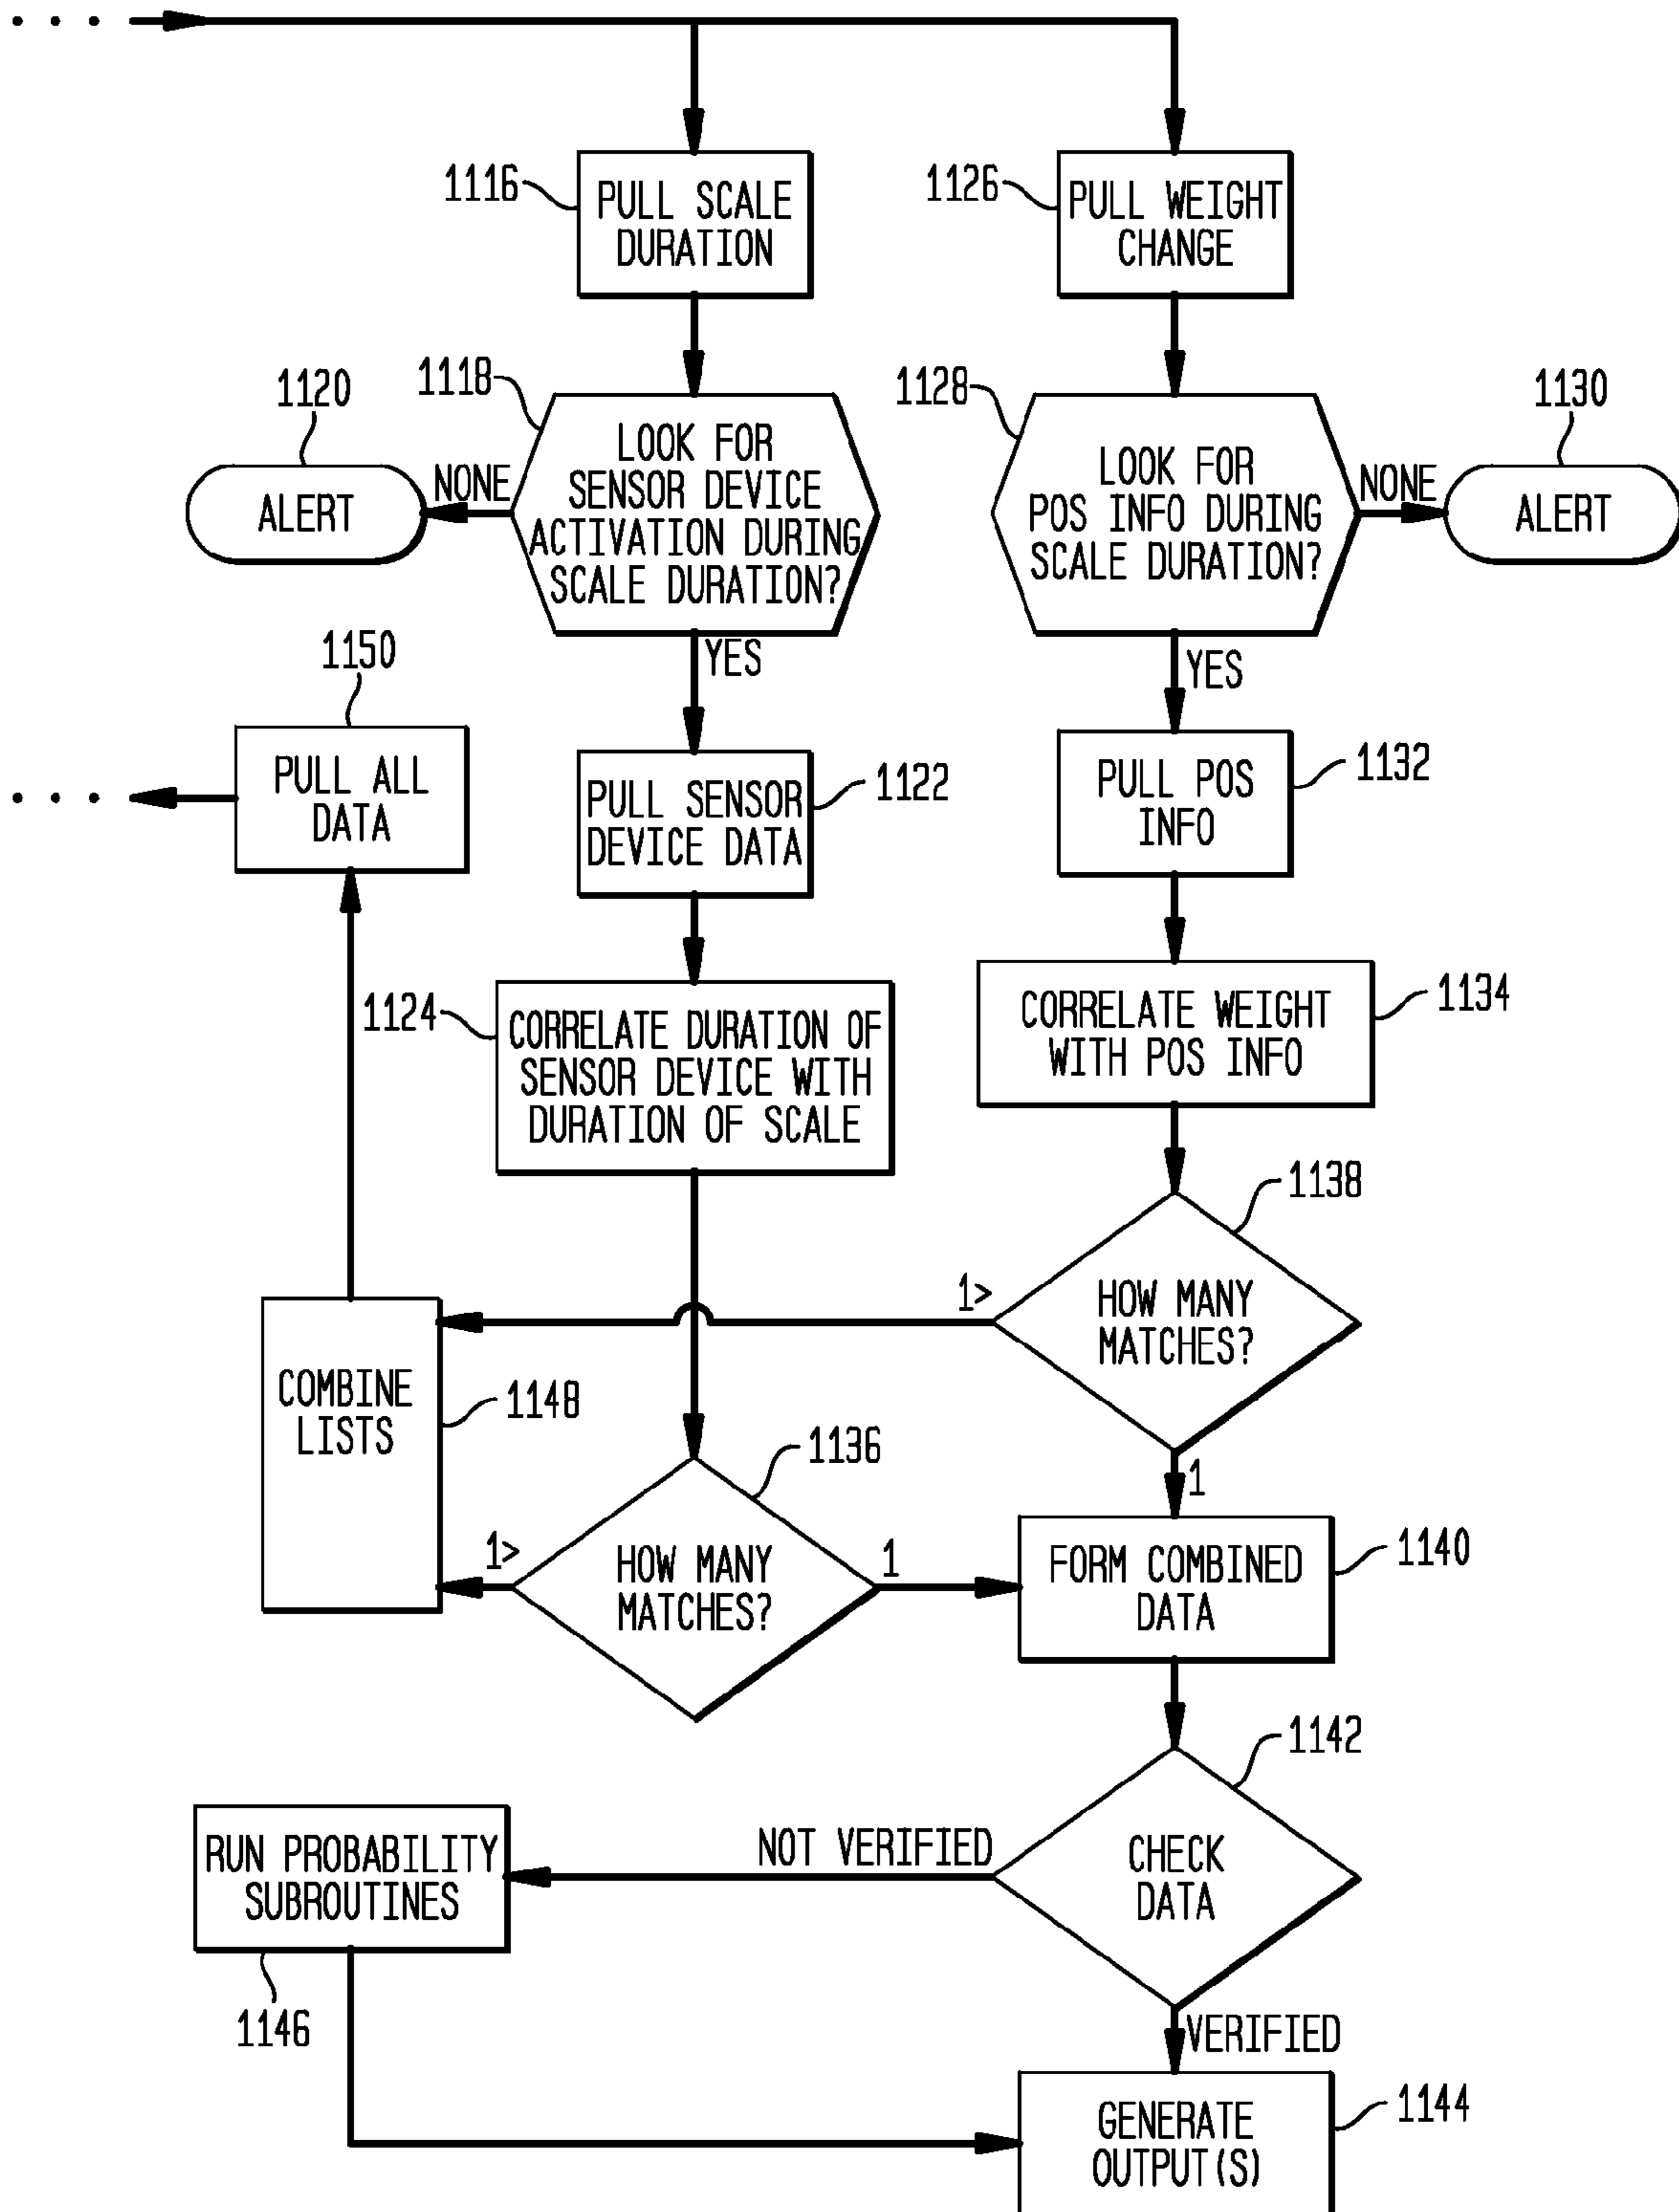 1116
PULL SCALE
DURATION
1126
PULL WEIGHT
CHANGE
1120
ALERT
NONE
1118
LOOK FOR
SENSOR DEVICE
ACTIVATION DURING
SCALE DURATION?
YES
1128
LOOK FOR
POS INFO DURING
SCALE DURATION?
YES
NONE
1130
ALERT
1150
PULL ALL
DATA
PULL SENSOR
DEVICE DATA
1122
PULL POS
INFO
1132
1124
CORRELATE DURATION OF
SENSOR DEVICE WITH
DURATION OF SCALE
CORRELATE WEIGHT
WITH POS INFO
1134
1138
1>
HOW MANY
MATCHES?
1
COMBINE
LISTS
1148
1136
1>
HOW MANY
MATCHES?
1
FORM COMBINED
DATA
1140
1142
NOT VERIFIED
CHECK
DATA
VERIFIED
RUN PROBABILITY
SUBROUTINES
1146
GENERATE
OUTPUT(S)
1144